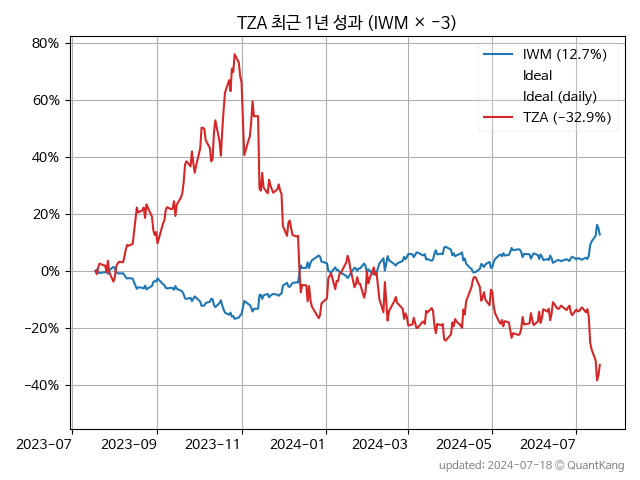 TZA 최근 1년 성과 (IWM × −3)
80%
60%
40%
20%
0%
−20%
−40%
IWM (12.7%)
Ideal
Ideal (daily)
TZA (−32.9%)
2023−07
2023−09
2023−11
2024−01
2024−03
2024−05
2024−07
updated: 2024-07-18 © QuantKang